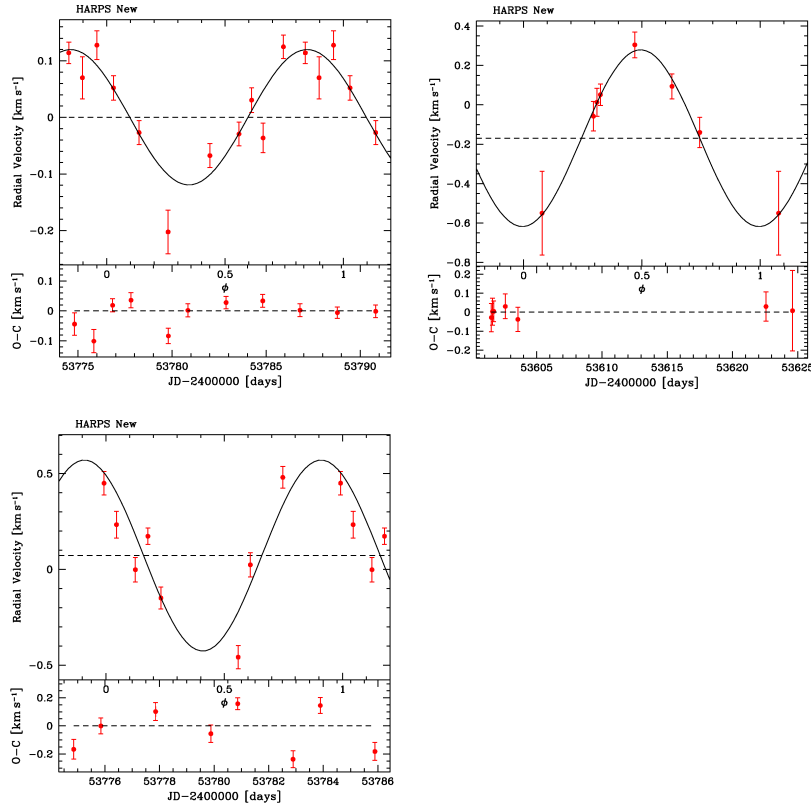 HARPS New
Radial Velocity [km s⁻¹]
0.1
0
−0.1
−0.2
0 0.5 1
ϕ
O−C [km s⁻¹]
0.1
0
−0.1
53775 53780 53785 53790
JD−2400000 [days]
HARPS New
Radial Velocity [km s⁻¹]
0.4
0.2
0
−0.2
−0.4
−0.6
−0.8
0 0.5 1
ϕ
O−C [km s⁻¹]
0.2
0.1
0
−0.1
−0.2
53605 53610 53615 53620 53625
JD−2400000 [days]
HARPS New
Radial Velocity [km s⁻¹]
0.5
0
−0.5
0 0.5 1
ϕ
O−C [km s⁻¹]
0.2
0
−0.2
53776 53778 53780 53782 53784 53786
JD−2400000 [days]